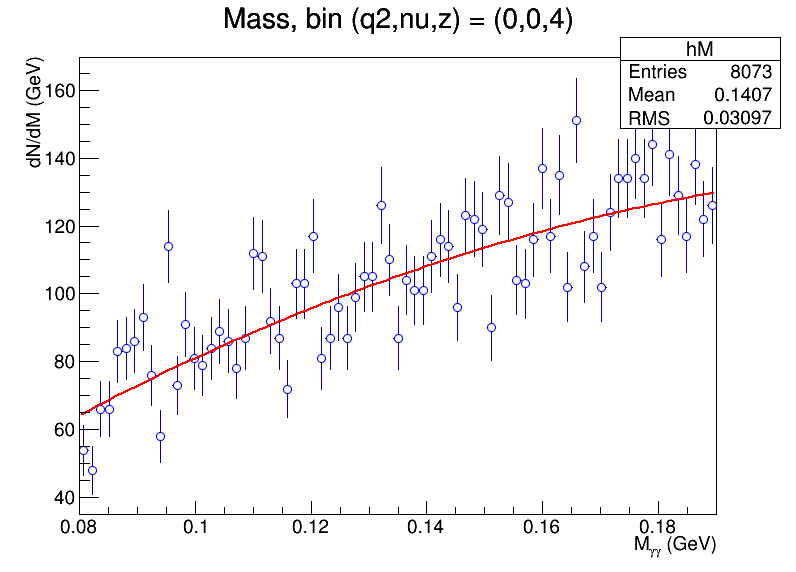 Mass, bin (q2,nu,z) = (0,0,4)
hM
Entries 8073
Mean 0.1407
RMS 0.03097
dN/dM (GeV)
160
140
120
100
80
60
40
0.08 0.1 0.12 0.14 0.16 0.18
Mγγ (GeV)